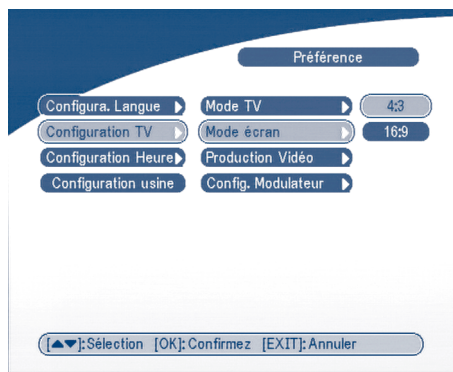 Préférence
Configura. Langue Mode TV 4:3
Configuration TV Mode écran 16:9
Configuration Heure Production Vidéo
Configuration usine Config. Modulateur
[▲▼]:Sélection [OK]:Confirmez [EXIT]:Annuler